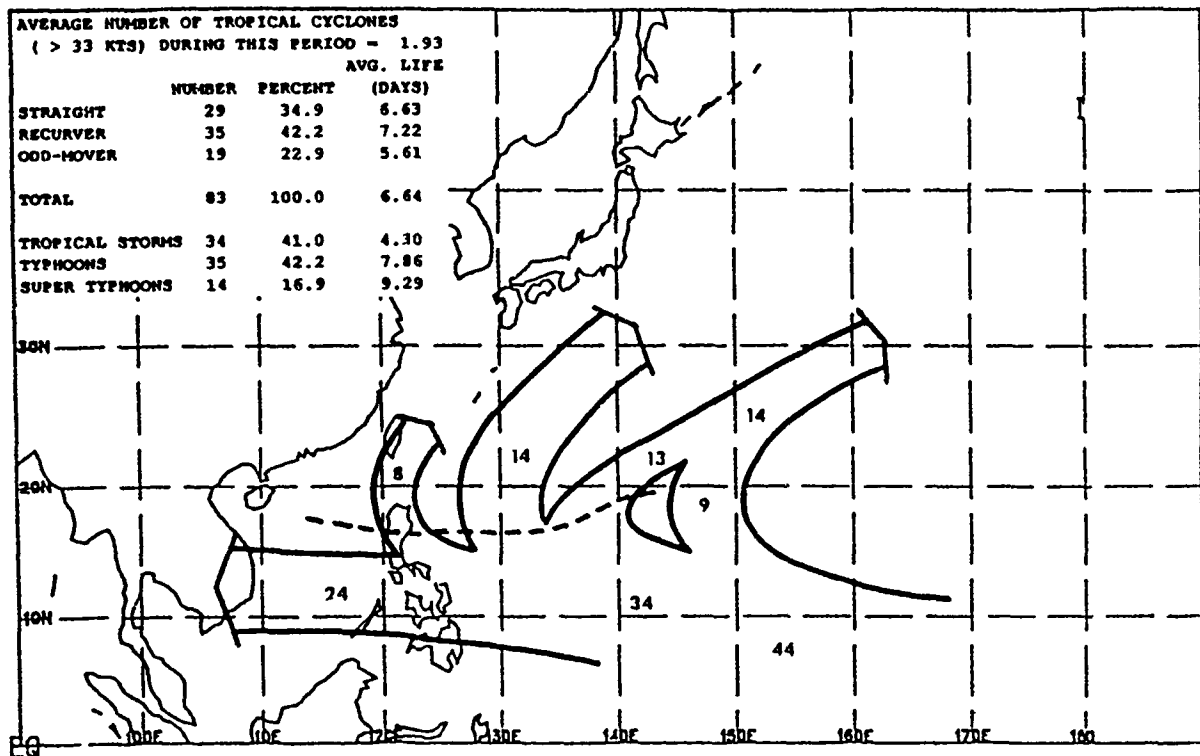 AVERAGE NUMBER OF TROPICAL CYCLONES
( > 33 KTS) DURING THIS PERIOD - 1.93
AVG. LIFE
NUMBER PERCENT (DAYS)
STRAIGHT 29 34.9 6.63
RECURVER 35 42.2 7.22
ODD-MOVER 19 22.9 5.61
TOTAL 83 100.0 6.64
TROPICAL STORMS 34 41.0 4.30
TYPHOONS 35 42.2 7.86
SUPER TYPHOONS 14 16.9 9.29
30N
14
14
13
8
20N
9
24
34
10N
44
EQ 100E 110E 120E 130E 140E 150E 160E 170E 180